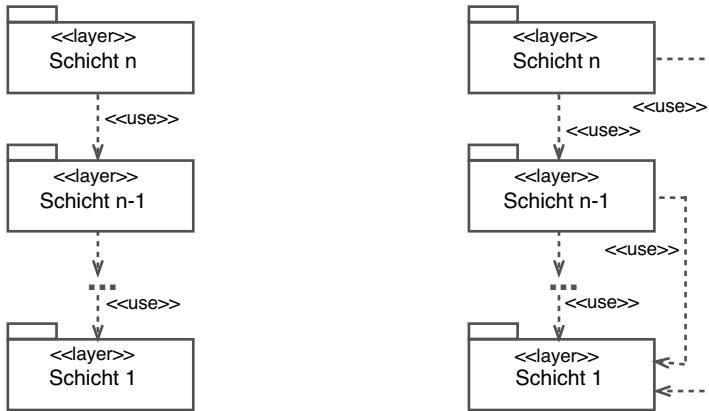 <<layer>>
Schicht n
<<use>>
<<layer>>
Schicht n-1
...
<<use>>
<<layer>>
Schicht 1
<<layer>>
Schicht n
<<use>>
<<use>>
<<layer>>
Schicht n-1
<<use>>
...
<<use>>
<<layer>>
Schicht 1